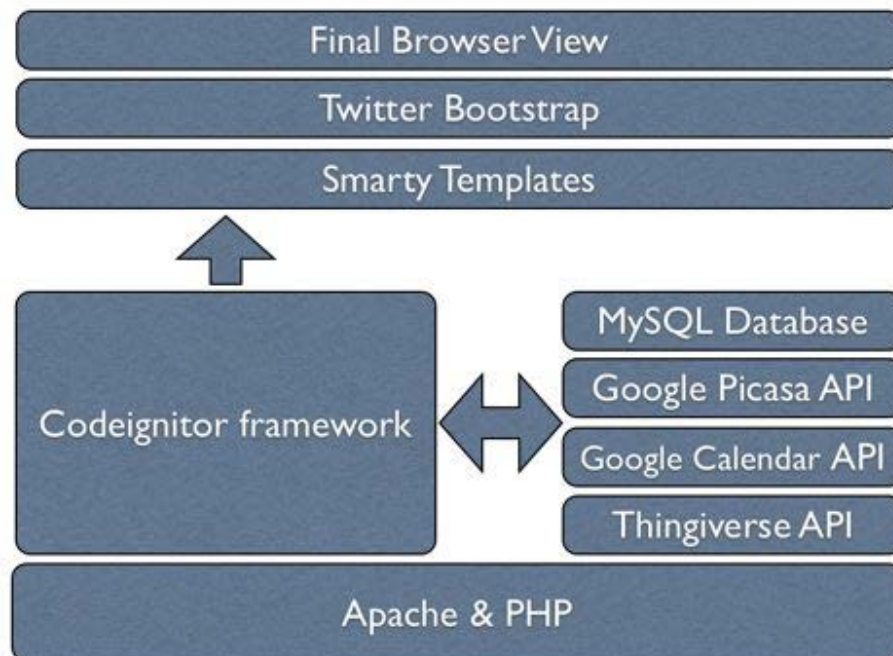 Final Browser View
Twitter Bootstrap
Smarty Templates
Codeignitor framework
MySQL Database
Google Picasa API
Google Calendar API
Thingiverse API
Apache & PHP